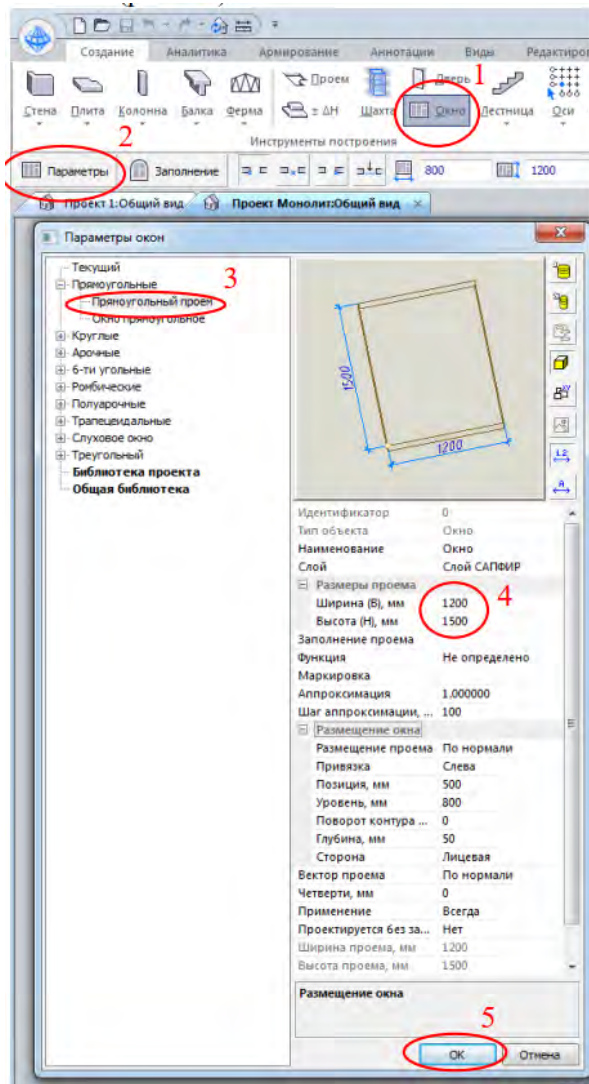 Создание Аналитика Армирование Аннотации Виды Редактиро
Проем Дверь 1
Стена Плита Колонна Балка Ферма ± ΔН Шахта Окно Лестница Оси
2 Инструменты построения
Параметры Заполнение 800 1200
Проект 1:Общий вид Проект Монолит:Общий вид
Параметры окон
Текущий
Прямоугольные 3
Прямоугольный проем
Окно прямоугольное
Круглые
Арочные
6-ти угольные
Ромбические
Полуарочные
Трапецеидальные
Слуховое окно
Треугольный
Библиотека проекта
Общая библиотека
1500
1200
Идентификатор 0
Тип объекта Окно
Наименование Окно
Слой Слой САПФИР
Размеры проема
Ширина (В), мм 1200 4
Высота (Н), мм 1500
Заполнение проема
Функция Не определено
Маркировка
Аппроксимация 1.000000
Шаг аппроксимации, ... 100
Размещение окна
Размещение проема По нормали
Привязка Слева
Позиция, мм 500
Уровень, мм 800
Поворот контура ... 0
Глубина, мм 50
Сторона Лицевая
Вектор проема По нормали
Четверти, мм 0
Применение Всегда
Проектируется без за... Нет
Ширина проема, мм 1200
Высота проема, мм 1500
Размещение окна
5
OK Отмена